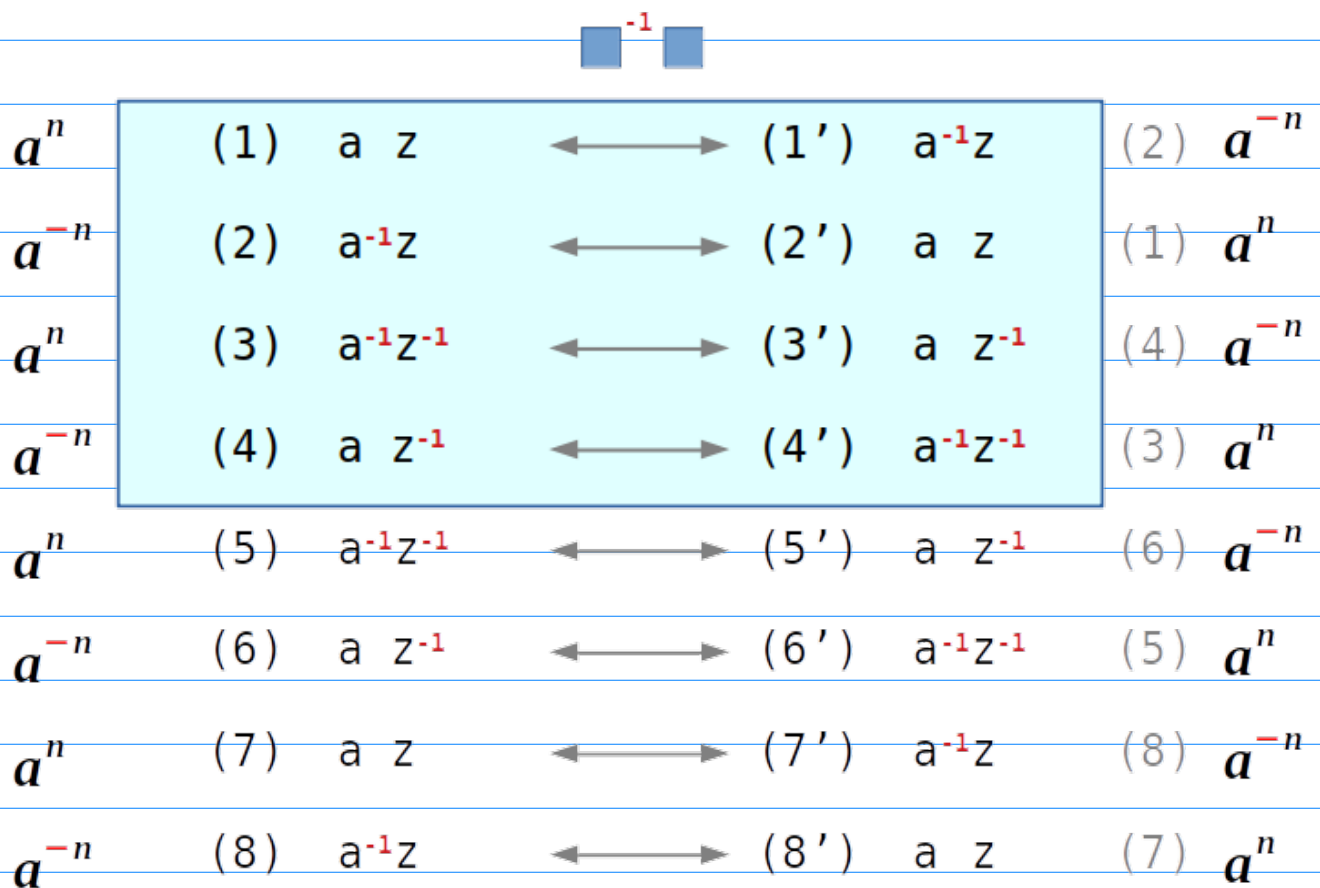 -1
aⁿ (1) a z (1’) a⁻¹z (2) a⁻ⁿ
a⁻ⁿ (2) a⁻¹z (2’) a z (1) aⁿ
aⁿ (3) a⁻¹z⁻¹ (3’) a z⁻¹ (4) a⁻ⁿ
a⁻ⁿ (4) a z⁻¹ (4’) a⁻¹z⁻¹ (3) aⁿ
aⁿ (5) a⁻¹z⁻¹ (5’) a z⁻¹ (6) a⁻ⁿ
a⁻ⁿ (6) a z⁻¹ (6’) a⁻¹z⁻¹ (5) aⁿ
aⁿ (7) a z (7’) a⁻¹z (8) a⁻ⁿ
a⁻ⁿ (8) a⁻¹z (8’) a z (7) aⁿ